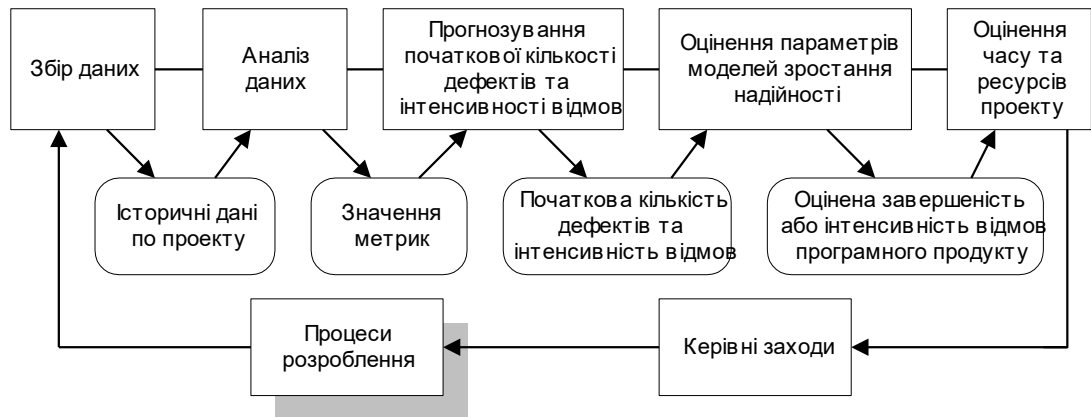 Збір даних
Аналіз
даних
Прогнозування
початкової кількості
дефектів та
інтенсивності відмов
Оцінення параметрів
моделей зростання
надійності
Оцінення
часу та
ресурсів
проекту
Історичні дані
по проекту
Значення
метрик
Початкова кількість
дефектів та
інтенсивність відмов
Оцінена завершеність
або інтенсивність відмов
програмного продукту
Процеси
розроблення
Керівні заходи